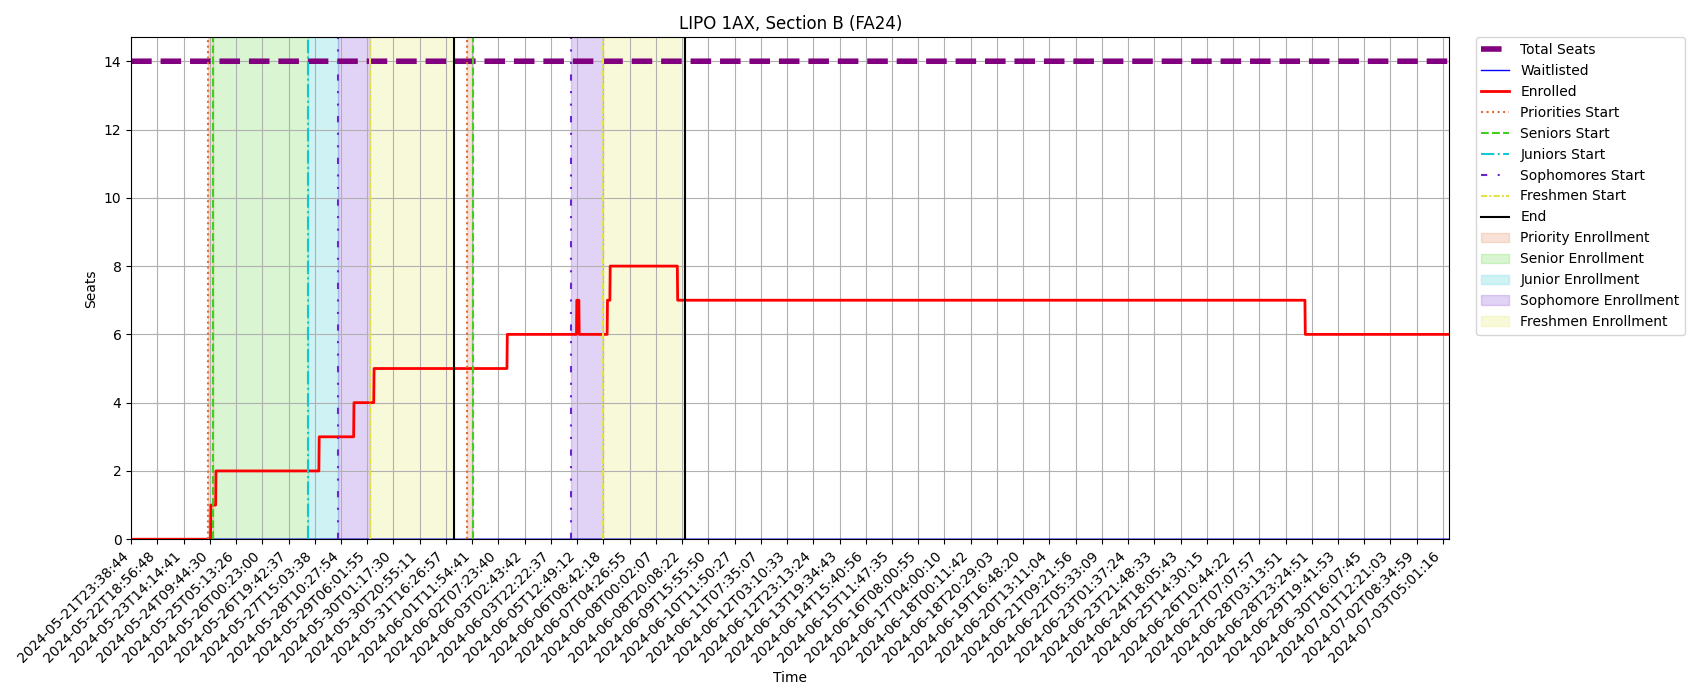 LIPO 1AX, Section B (FA24)
Seats
14
12
10
8
6
4
2
0
2024-05-21T23:38:44
2024-05-22T18:56:48
2024-05-23T14:14:41
2024-05-24T09:44:30
2024-05-25T05:13:26
2024-05-26T00:23:00
2024-05-26T19:42:37
2024-05-27T15:03:38
2024-05-28T10:27:54
2024-05-29T06:01:55
2024-05-30T01:17:30
2024-05-30T20:55:11
2024-05-31T16:26:57
2024-06-01T11:54:41
2024-06-02T07:23:40
2024-06-03T02:43:42
2024-06-03T22:22:37
2024-06-05T12:49:12
2024-06-06T08:42:18
2024-06-07T04:26:55
2024-06-08T00:02:07
2024-06-08T20:08:22
2024-06-09T15:55:50
2024-06-10T11:50:27
2024-06-11T07:35:07
2024-06-12T03:10:33
2024-06-12T23:13:24
2024-06-13T19:34:43
2024-06-14T15:40:56
2024-06-15T11:47:35
2024-06-16T08:00:55
2024-06-17T04:00:10
2024-06-18T00:11:42
2024-06-18T20:29:03
2024-06-19T16:48:20
2024-06-20T13:11:04
2024-06-21T09:21:56
2024-06-22T05:33:09
2024-06-23T01:37:24
2024-06-23T21:48:33
2024-06-24T18:05:43
2024-06-25T14:30:15
2024-06-26T10:44:22
2024-06-27T07:07:57
2024-06-28T03:13:51
2024-06-28T23:24:51
2024-06-29T19:41:53
2024-06-30T16:07:45
2024-07-01T12:21:03
2024-07-02T08:34:59
2024-07-03T05:01:16
Time
Total Seats
Waitlisted
Enrolled
Priorities Start
Seniors Start
Juniors Start
Sophomores Start
Freshmen Start
End
Priority Enrollment
Senior Enrollment
Junior Enrollment
Sophomore Enrollment
Freshmen Enrollment